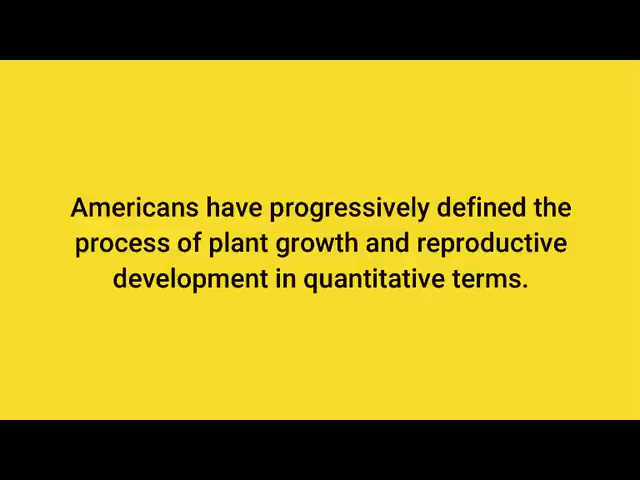 Americans have progressively defined the
process of plant growth and reproductive
development in quantitative terms.